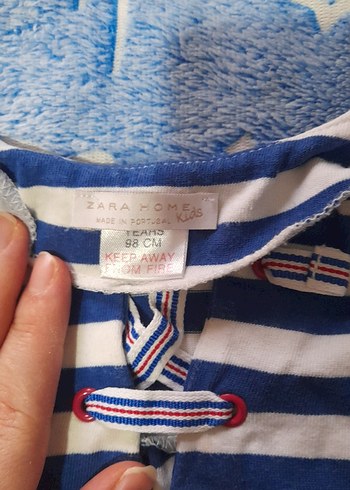 ZARA HOME
Kids
MADE IN PORTUGAL
YEARS
98 CM
KEEP AWAY
FROM FIRE